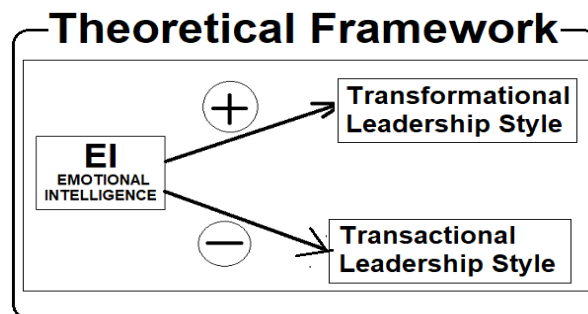 Theoretical Framework
+
Transformational
Leadership Style
EI
EMOTIONAL
INTELLIGENCE
−
Transactional
Leadership Style